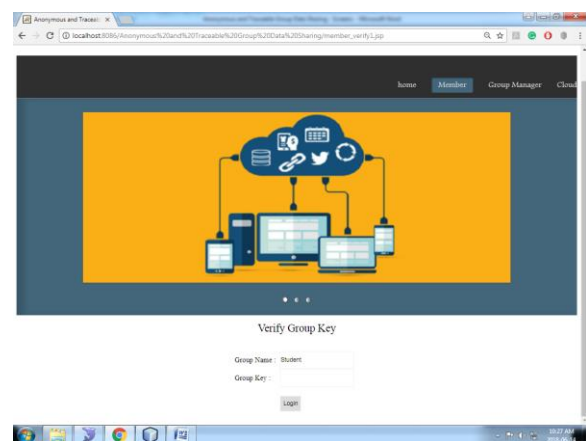 Anonymous and Traceable
localhost:8086/Anonymous%20and%20Traceable%20Group%20Data%20Sharing/member_verify1.jsp
home Member Group Manager Cloud
Verify Group Key
Group Name : Student
Group Key :
Login
10:27 AM